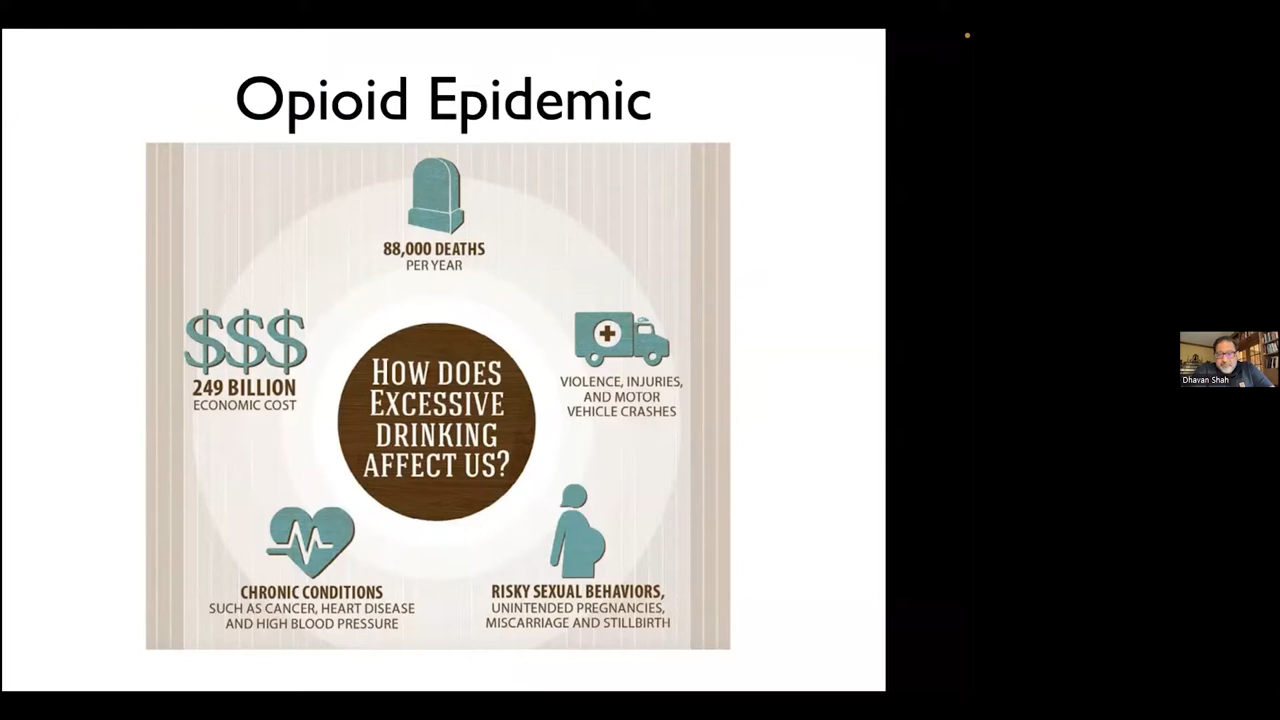 Opioid Epidemic
88,000 DEATHS
PER YEAR
$$$
249 BILLION
ECONOMIC COST
HOW DOES
EXCESSIVE
DRINKING
AFFECT US?
VIOLENCE, INJURIES,
AND MOTOR
VEHICLE CRASHES
CHRONIC CONDITIONS
SUCH AS CANCER, HEART DISEASE
AND HIGH BLOOD PRESSURE
RISKY SEXUAL BEHAVIORS,
UNINTENDED PREGNANCIES,
MISCARRIAGE AND STILLBIRTH
Dhavan Shah